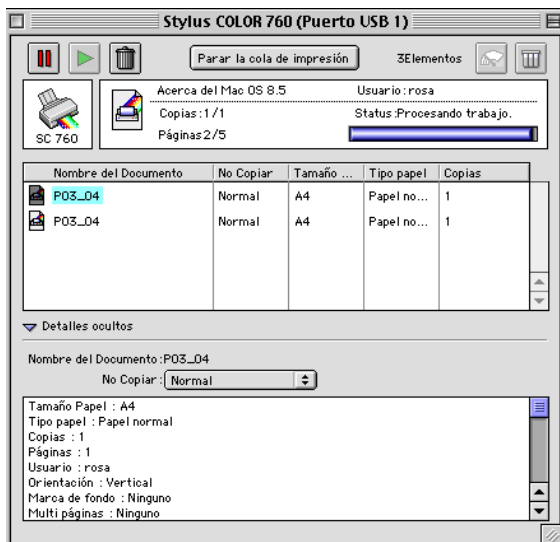 Stylus COLOR 760 (Puerto USB 1)
Parar la cola de impresión 3Elementos
SC 760
Acerca del Mac OS 8.5 Usuario:rosa
Copias:1/1 Status:Procesando trabajo.
Páginas2/5
Nombre del Documento No Copiar Tamaño ... Tipo papel Copias
P03_04 Normal A4 Papel no... 1
P03_04 Normal A4 Papel no... 1
Detalles ocultos
Nombre del Documento:P03_04
No Copiar: Normal
Tamaño Papel : A4
Tipo papel : Papel normal
Copias : 1
Páginas : 1
Usuario : rosa
Orientación : Vertical
Marca de fondo : Ninguno
Multi páginas : Ninguno